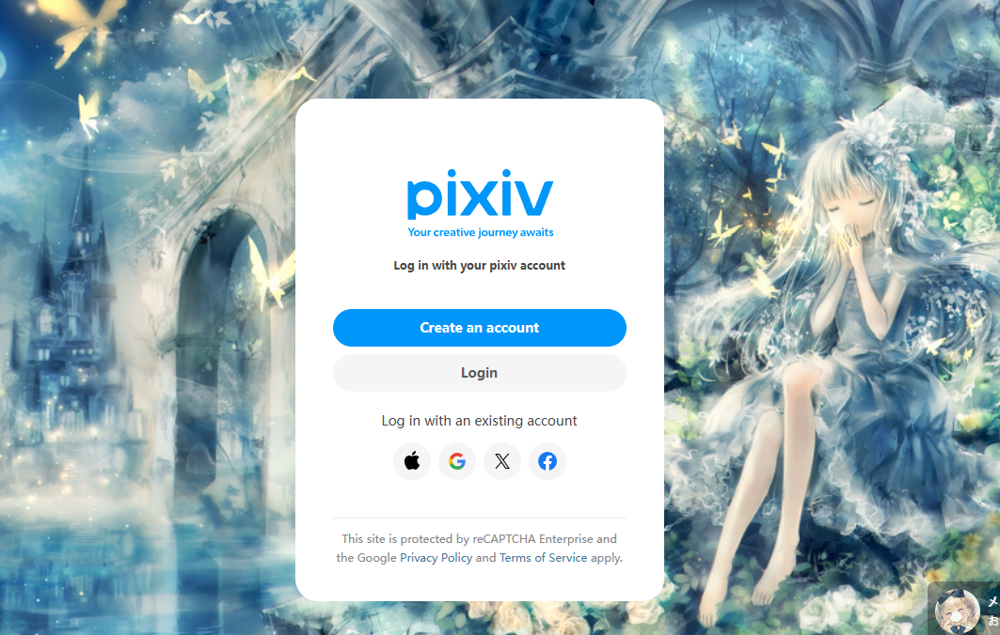 pixiv
Your creative journey awaits
Log in with your pixiv account
Create an account
Login
Log in with an existing account
This site is protected by reCAPTCHA Enterprise and
the Google Privacy Policy and Terms of Service apply.
メ
お